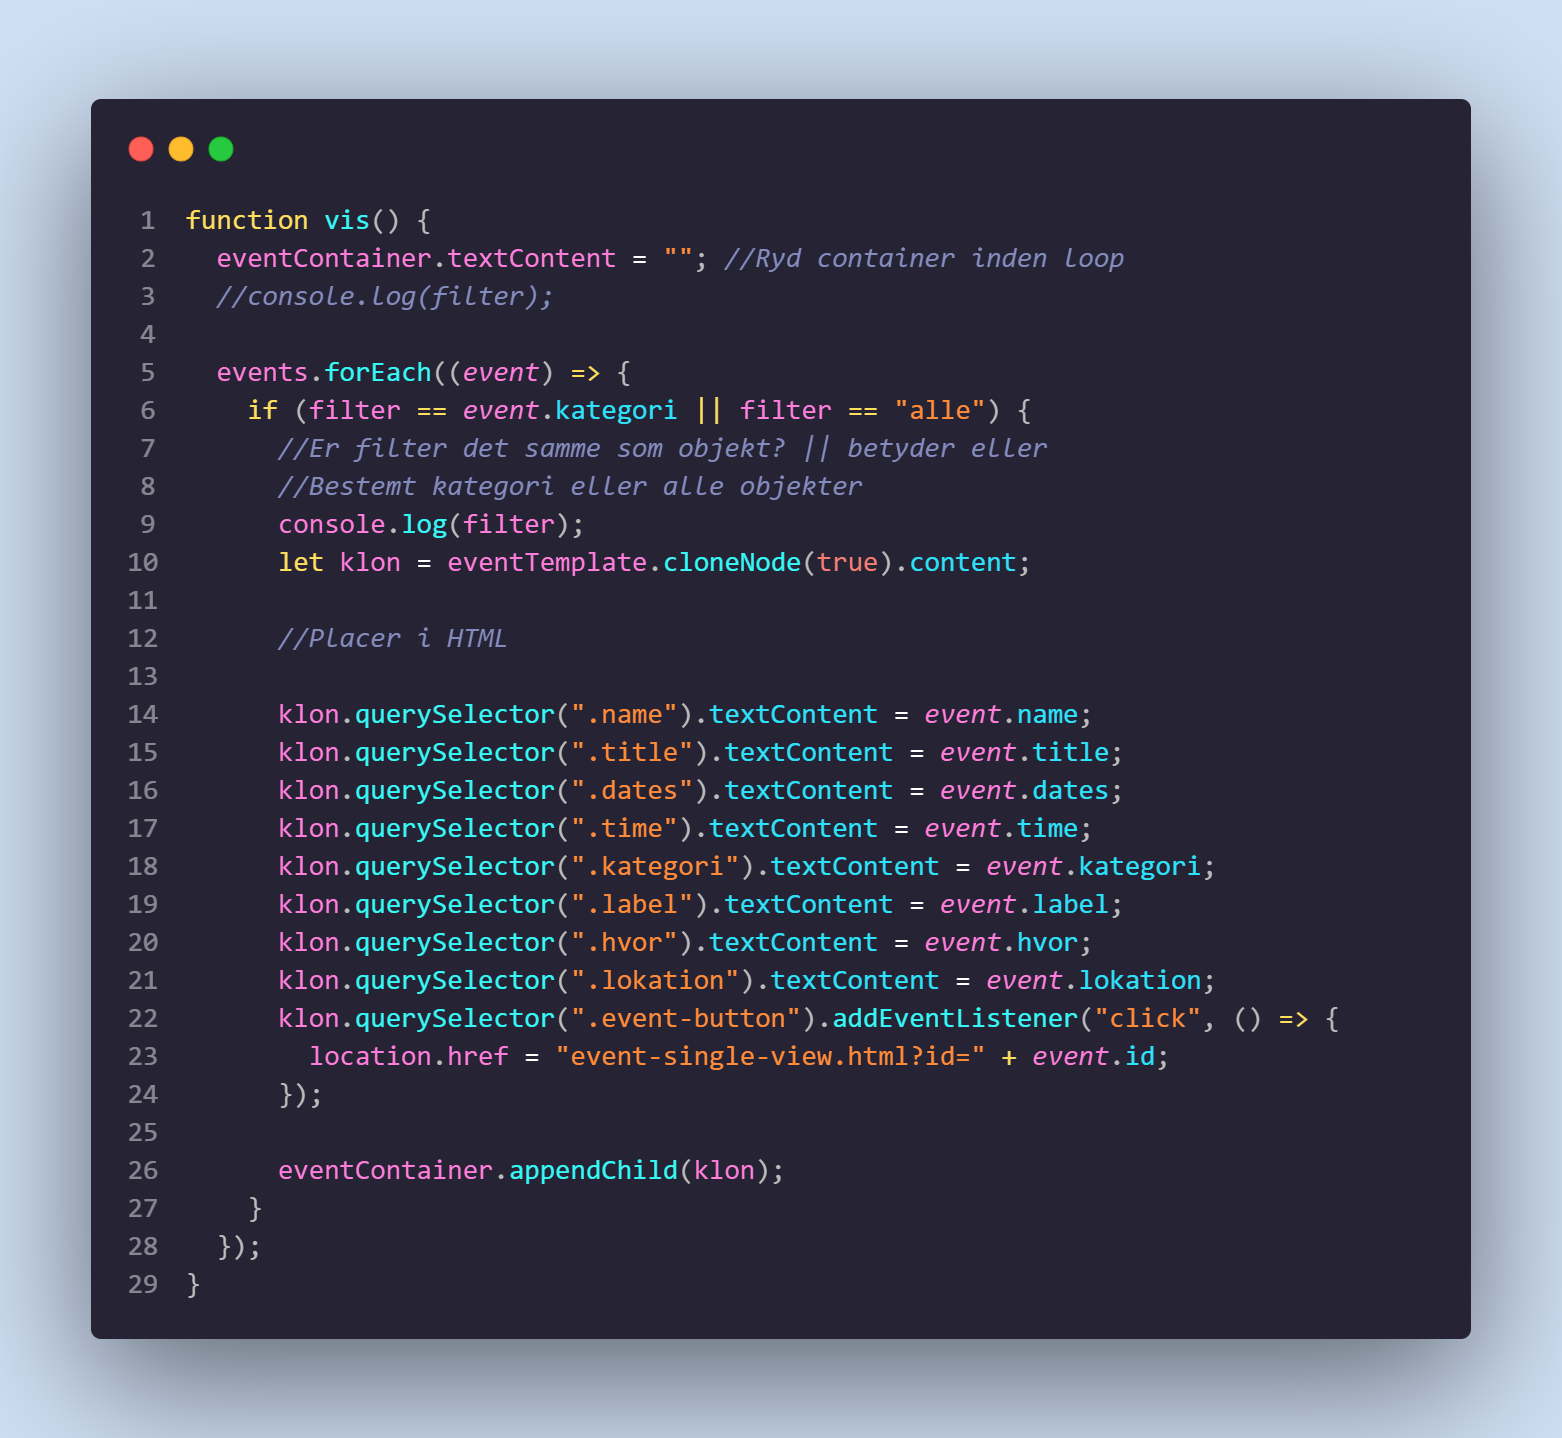 1 function vis() {
2   eventContainer.textContent = ""; //Ryd container inden loop
3   //console.log(filter);
4
5   events.forEach((event) => {
6     if (filter == event.kategori || filter == "alle") {
7       //Er filter det samme som objekt? || betyder eller
8       //Bestemt kategori eller alle objekter
9       console.log(filter);
10       let klon = eventTemplate.cloneNode(true).content;
11
12       //Placer i HTML
13
14       klon.querySelector(".name").textContent = event.name;
15       klon.querySelector(".title").textContent = event.title;
16       klon.querySelector(".dates").textContent = event.dates;
17       klon.querySelector(".time").textContent = event.time;
18       klon.querySelector(".kategori").textContent = event.kategori;
19       klon.querySelector(".label").textContent = event.label;
20       klon.querySelector(".hvor").textContent = event.hvor;
21       klon.querySelector(".lokation").textContent = event.lokation;
22       klon.querySelector(".event-button").addEventListener("click", () => {
23         location.href = "event-single-view.html?id=" + event.id;
24       });
25
26       eventContainer.appendChild(klon);
27     }
28   });
29 }